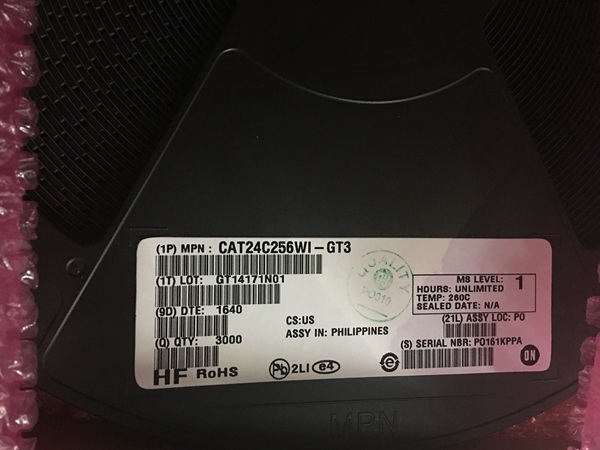 (1P) MPN : CAT24C256WI-GT3
(1T) LOT: GT14171N01
(9D) DTE: 1640
(Q) QTY: 3000
HF RoHS
CS:US
ASSY IN: PHILIPPINES
Pb 2LI e4
QUALITY
PO016
MS LEVEL: 1
HOURS: UNLIMITED
TEMP: 260C
SEALED DATE: N/A
(21L) ASSY LOC: PO
(S) SERIAL NBR: PO161KPPA
e
ON
MPN